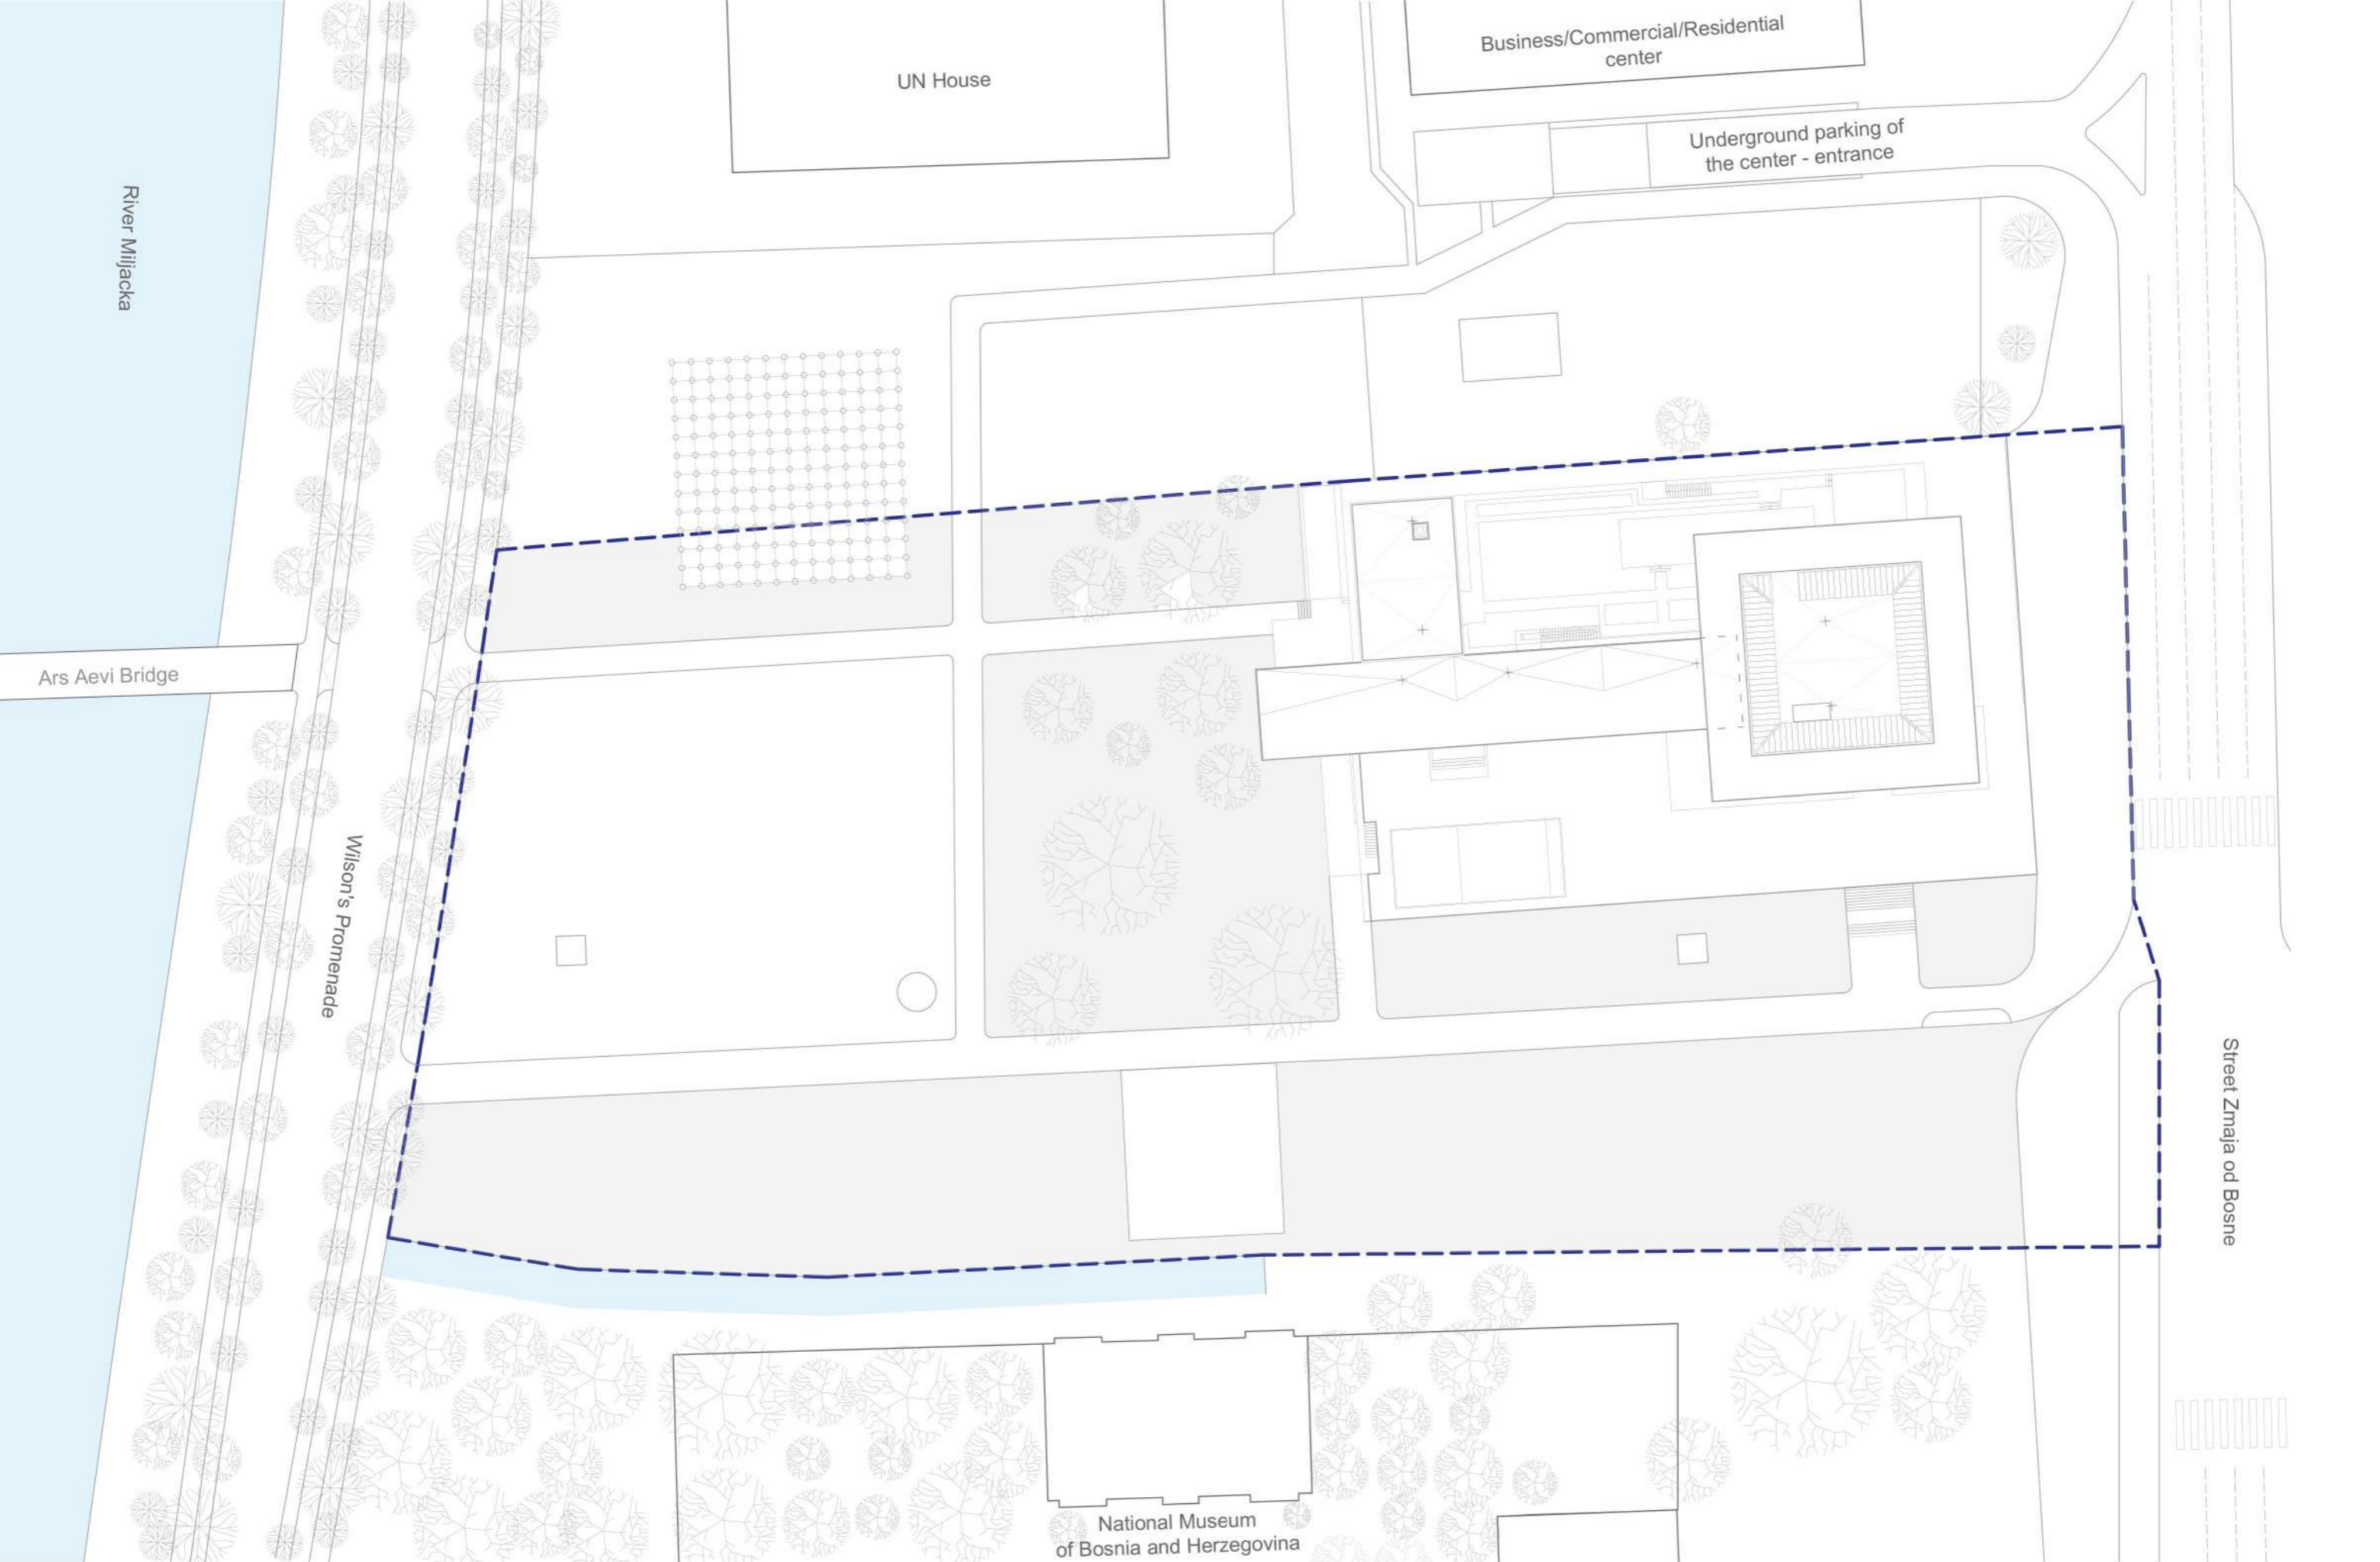 Business/Commercial/Residential
center
UN House
Underground parking of
the center - entrance
River Miljacka
Ars Aevi Bridge
Wilson's Promenade
Street Zmaja od Bosne
National Museum
of Bosnia and Herzegovina